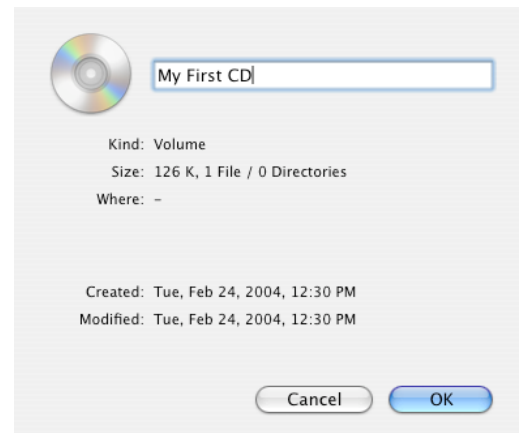 My First CD
Kind: Volume
Size: 126 K, 1 File / 0 Directories
Where: –
Created: Tue, Feb 24, 2004, 12:30 PM
Modified: Tue, Feb 24, 2004, 12:30 PM
Cancel OK